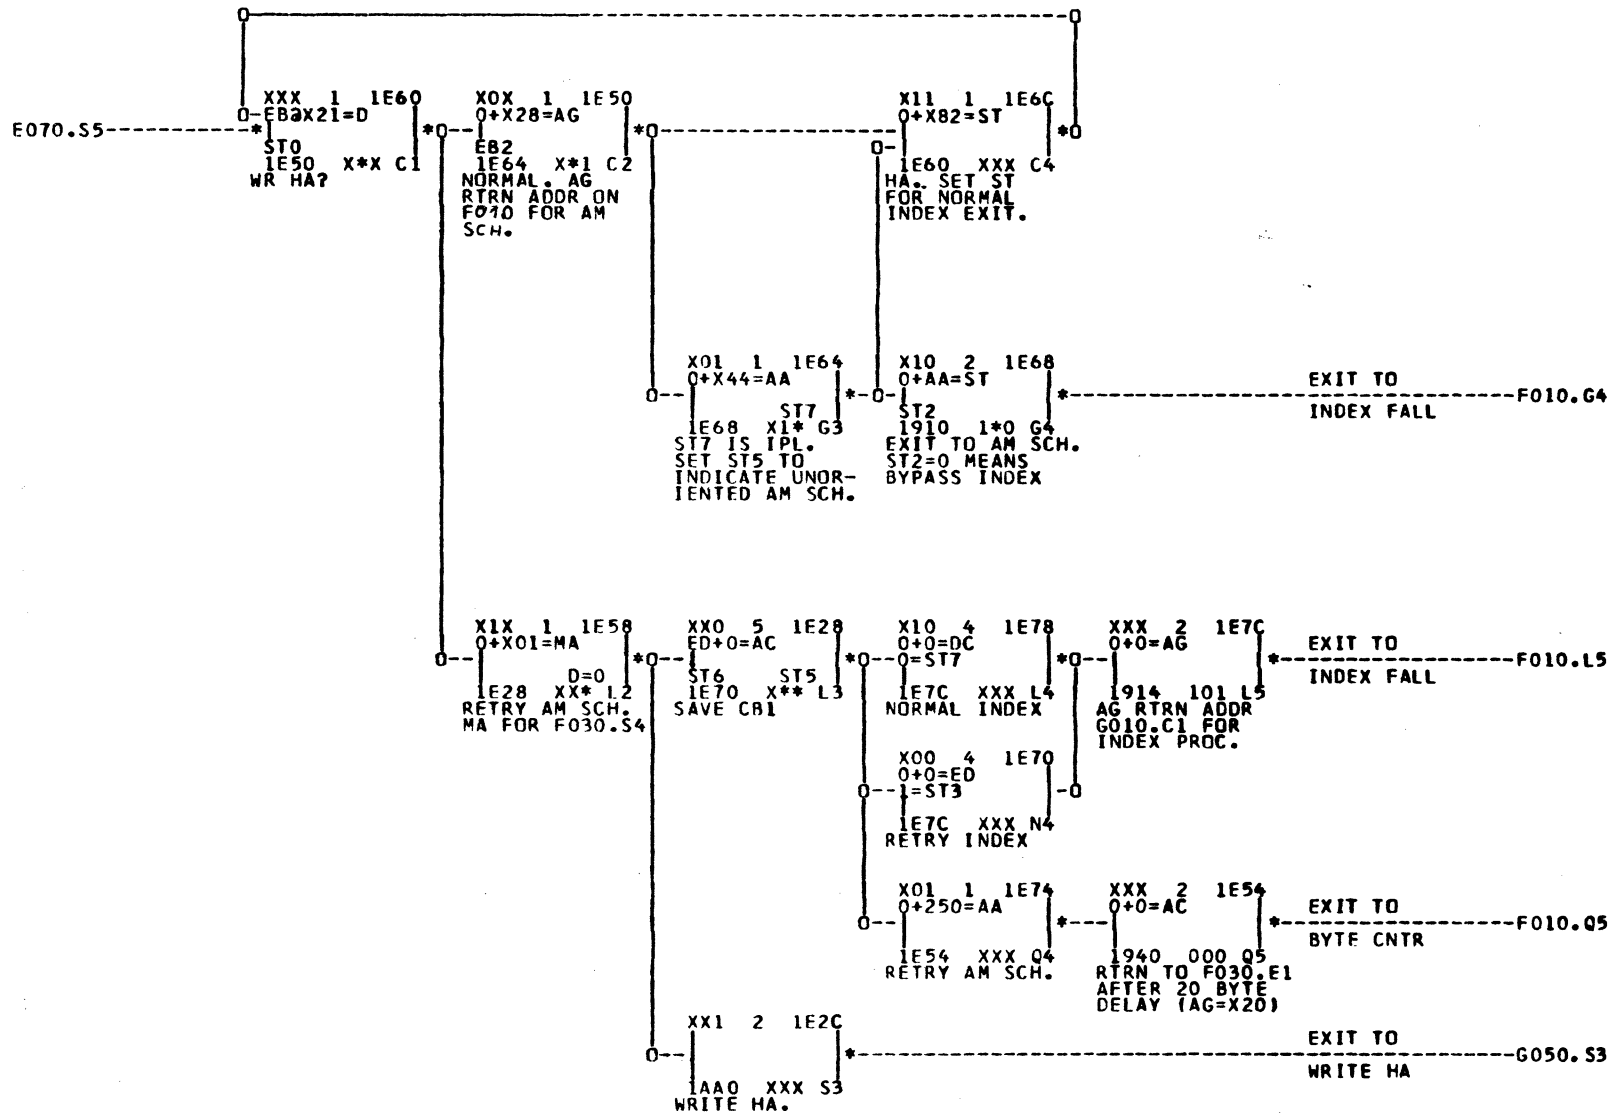 XXX 1 1E60
EB@X21=D
E070.S5
ST0
1E50 X*X C1
WR HA?
X0X 1 1E50
0+X28=AG
EB2
1E64 X*1 C2
NORMAL. AG
RTRN ADDR ON
F010 FOR AM
SCH.
X11 1 1E6C
0+X82=ST
1E60 XXX C4
HA. SET ST
FOR NORMAL
INDEX EXIT.
X01 1 1E64
0+X44=AA
ST7
1E68 X1* G3
ST7 IS IPL.
SET ST5 TO
INDICATE UNOR-
IENTED AM SCH.
X10 2 1E68
0+AA=ST
ST2
1910 1*0 G4
EXIT TO AM SCH.
ST2=0 MEANS
BYPASS INDEX
EXIT TO
INDEX FALL
F010.G4
X1X 1 1E58
0+X01=MA
D=0
1E28 XX* L2
RETRY AM SCH.
MA FOR F030.S4
XX0 5 1E28
ED+0=AC
ST6 ST5
1E70 X** L3
SAVE CB1
X10 4 1E78
0+0=DC
0=ST7
1E7C XXX L4
NORMAL INDEX
XXX 2 1E7C
0+0=AG
1914 101 L5
AG RTRN ADDR
G010.C1 FOR
INDEX PROC.
EXIT TO
INDEX FALL
F010.L5
X00 4 1E70
0+0=ED
1=ST3
1E7C XXX N4
RETRY INDEX
X01 1 1E74
0+250=AA
1E54 XXX Q4
RETRY AM SCH.
XXX 2 1E54
0+0=AC
1940 000 Q5
RTRN TO F030.E1
AFTER 20 BYTE
DELAY (AG=X20)
EXIT TO
BYTE CNTR
F010.Q5
XX1 2 1E2C
1AA0 XXX S3
WRITE HA.
EXIT TO
WRITE HA
G050.S3